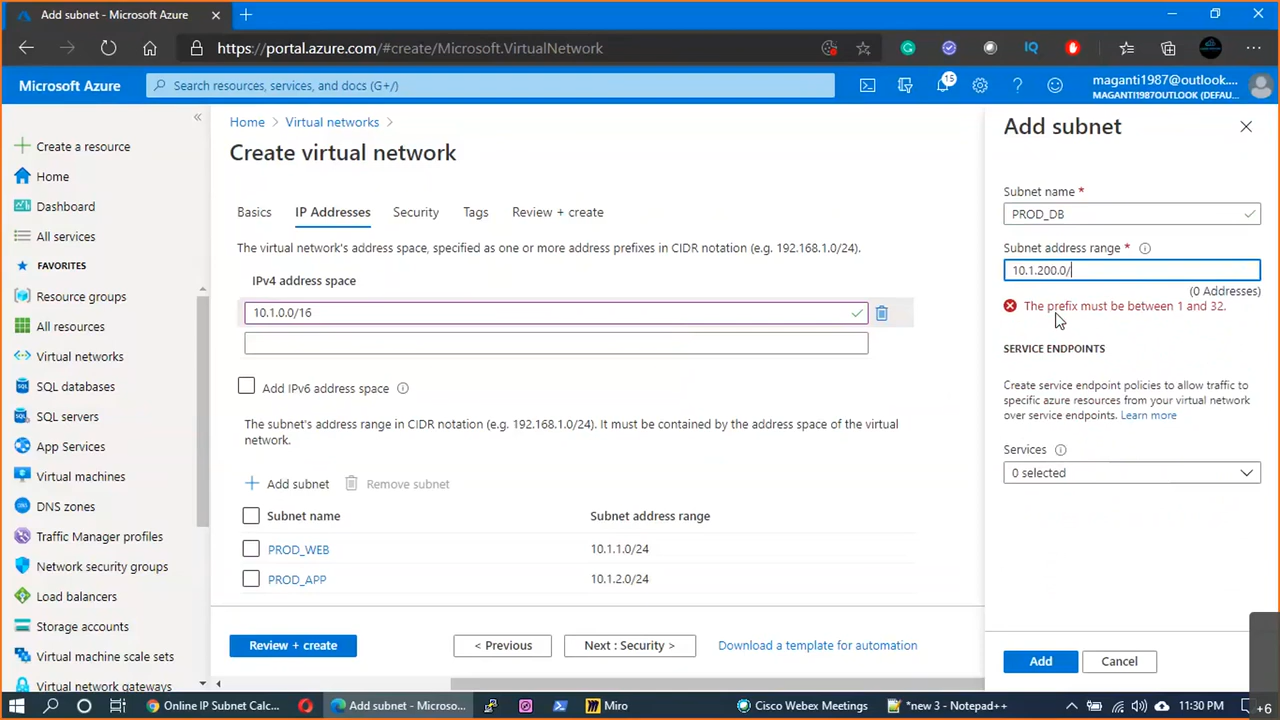 Add subnet - Microsoft Azure
https://portal.azure.com/#create/Microsoft.VirtualNetwork
IQ
Microsoft Azure
Search resources, services, and docs (G+/)
15
maganti1987@outlook....
MAGANTI1987OUTLOOK (DEFAU...
Create a resource
Home
Dashboard
All services
FAVORITES
Resource groups
All resources
Virtual networks
SQL databases
SQL servers
App Services
Virtual machines
DNS zones
Traffic Manager profiles
Network security groups
Load balancers
Storage accounts
Virtual machine scale sets
Virtual network gateways
Home > Virtual networks >
Create virtual network
Basics IP Addresses Security Tags Review + create
The virtual network's address space, specified as one or more address prefixes in CIDR notation (e.g. 192.168.1.0/24).
IPv4 address space
10.1.0.0/16
Add IPv6 address space
The subnet's address range in CIDR notation (e.g. 192.168.1.0/24). It must be contained by the address space of the virtual
network.
Add subnet Remove subnet
Subnet name Subnet address range
PROD_WEB 10.1.1.0/24
PROD_APP 10.1.2.0/24
Review + create < Previous Next : Security > Download a template for automation
Add subnet
Subnet name *
PROD_DB
Subnet address range *
10.1.200.0/
(0 Addresses)
The prefix must be between 1 and 32.
SERVICE ENDPOINTS
Create service endpoint policies to allow traffic to
specific azure resources from your virtual network
over service endpoints. Learn more
Services
0 selected
Add Cancel
Online IP Subnet Calc... Add subnet - Microso... Miro Cisco Webex Meetings *new 3 - Notepad++ 11:30 PM +6